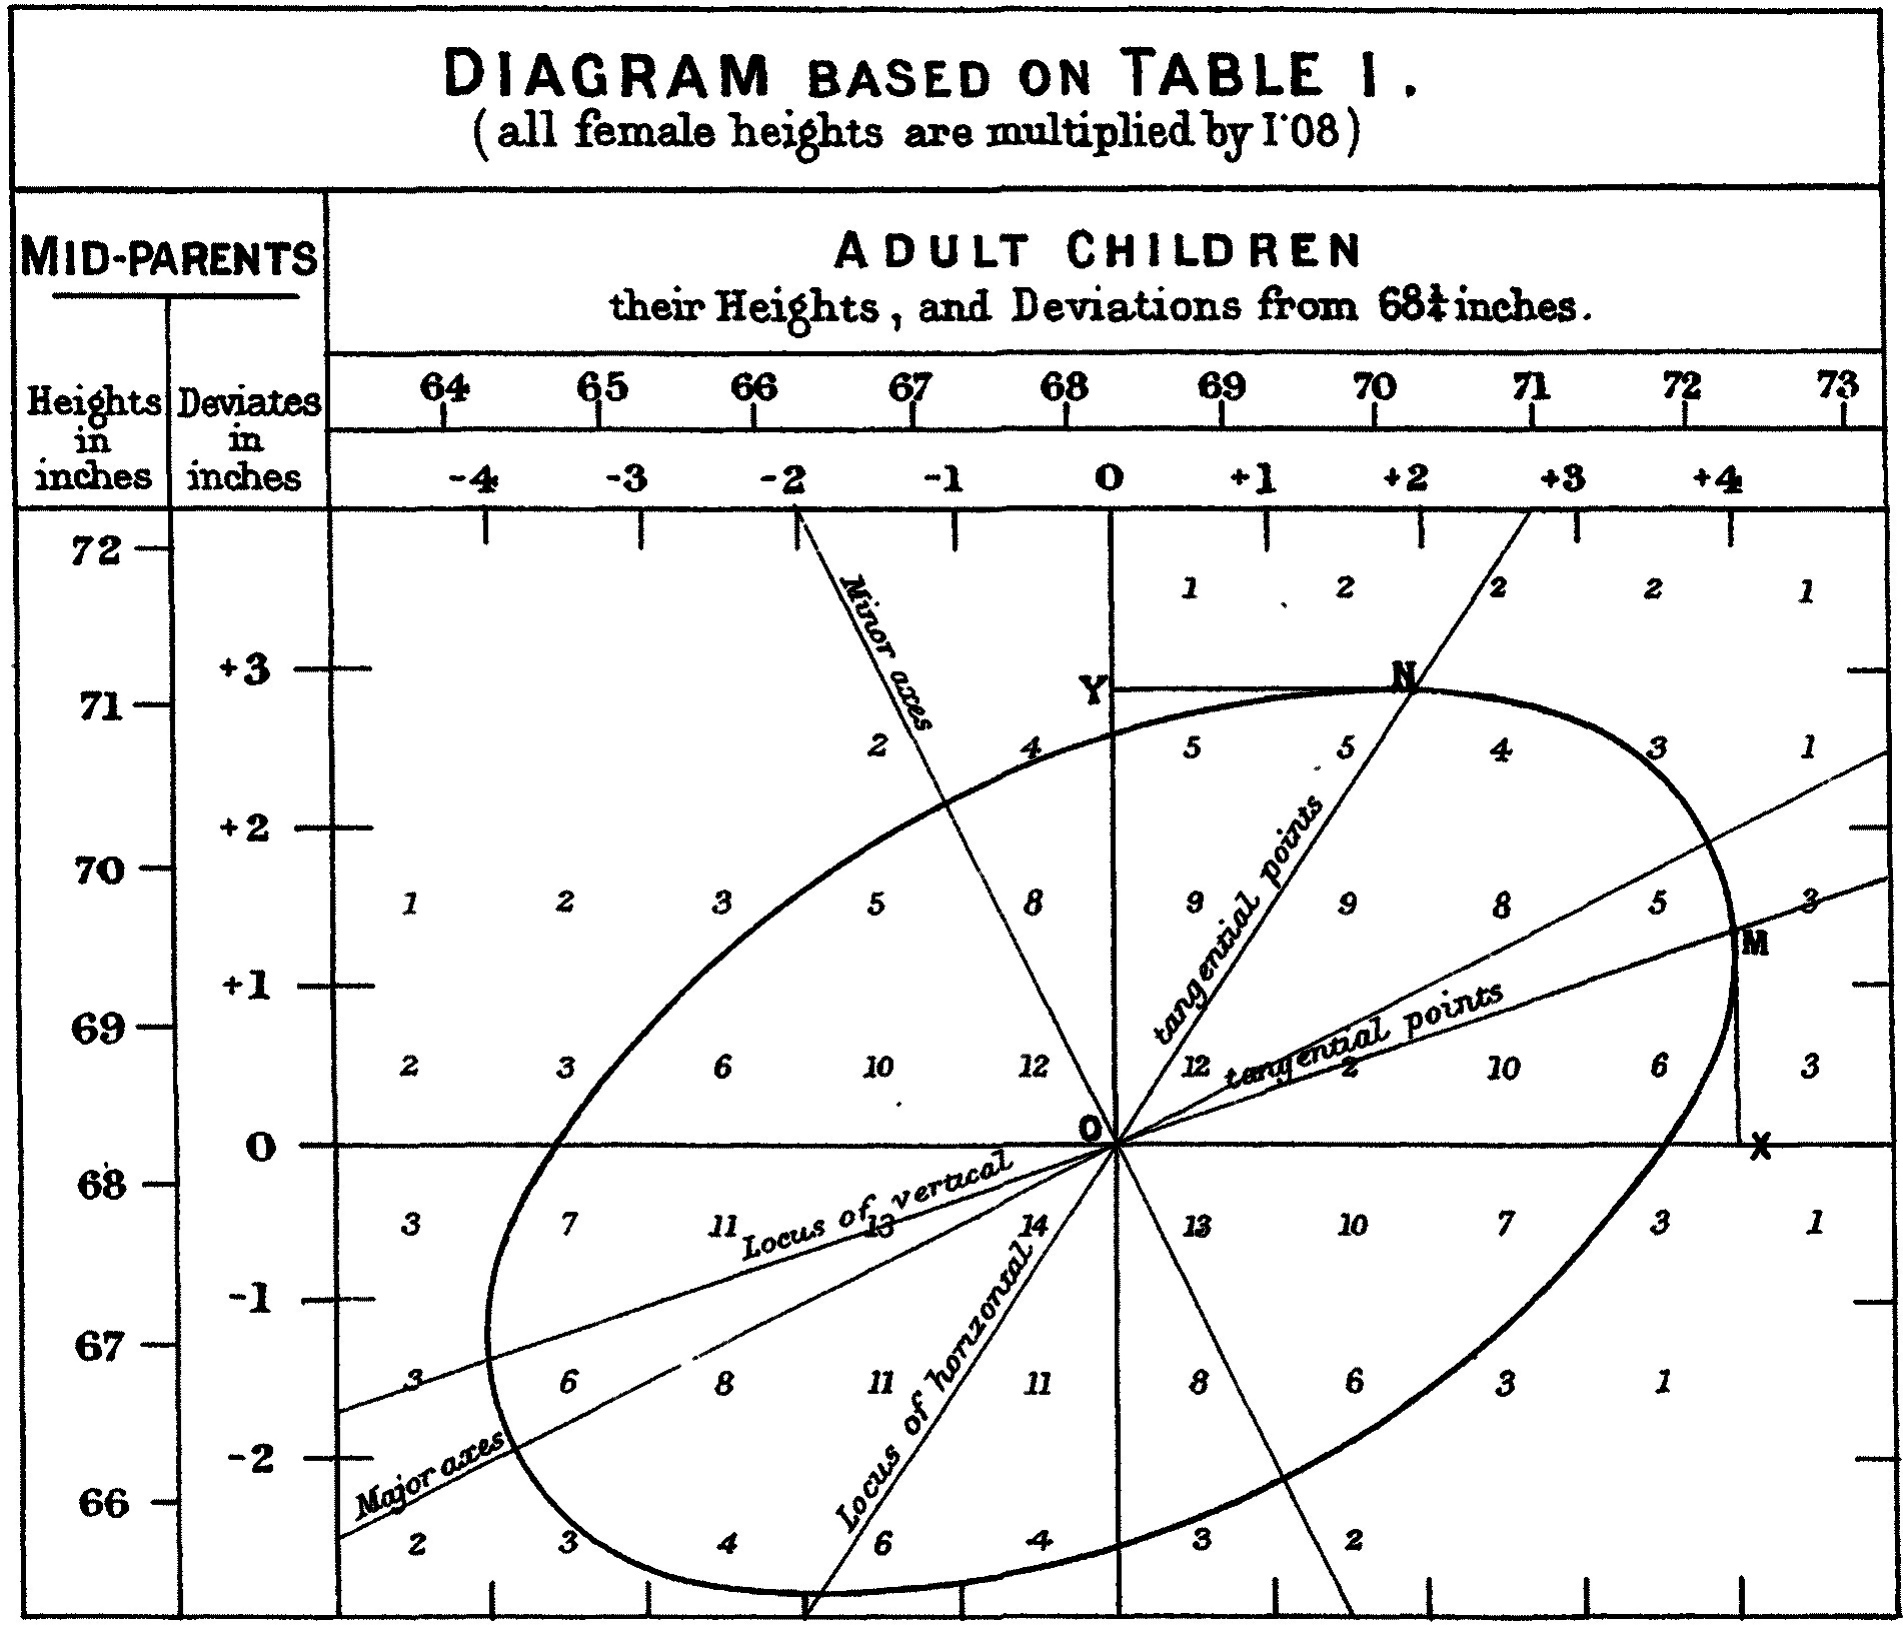 DIAGRAM BASED ON TABLE I.
(all female heights are multiplied by 1·08)
MID-PARENTS
ADULT CHILDREN
their Heights, and Deviations from 68¼ inches.
Heights in inches
Deviates in inches
64 65 66 67 68 69 70 71 72 73
-4 -3 -2 -1 0 +1 +2 +3 +4
72
1 2 2 2 1
+3
Minor axes
Y N
71
2 4 5 5 4 3 1
+2
70
1 2 3 5 8 9 9 8 5 3
tangential points
M
+1
69
tangential points
2 3 6 10 12 12 2 10 6 3
0 O X
68
Locus of vertical
3 7 11 13 14 13 10 7 3 1
-1
67
Locus of horizontal
3 6 8 11 11 8 6 3 1
-2
Major axes
66
2 3 4 6 4 3 2